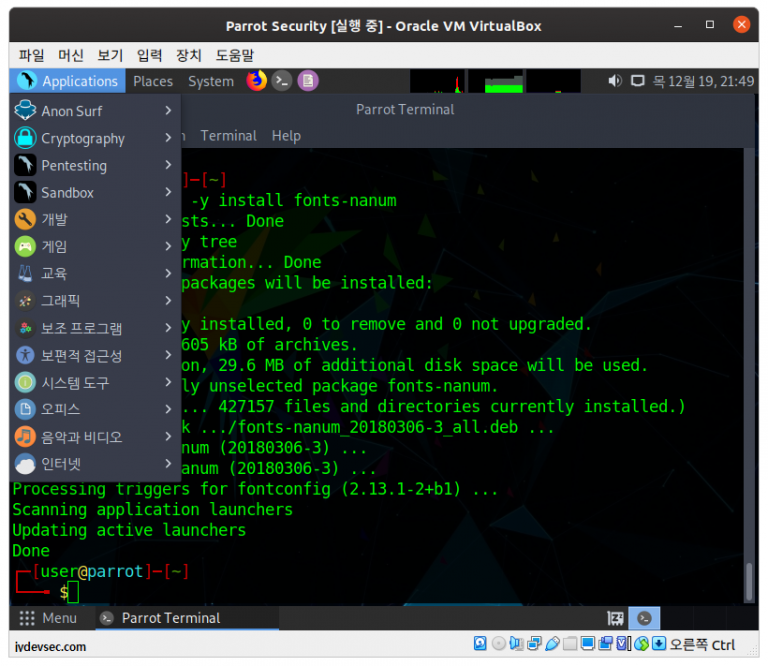 Parrot Security [실행 중] - Oracle VM VirtualBox
파일 머신 보기 입력 장치 도움말
Applications Places System 목 12월 19, 21:49
Parrot Terminal
Terminal Help
Anon Surf
Cryptography
Pentesting
Sandbox
개발
게임
교육
그래픽
보조 프로그램
보편적 접근성
시스템 도구
오피스
음악과 비디오
인터넷
]─[~]
-y install fonts-nanum
sts... Done
y tree
rmation... Done
packages will be installed:
y installed, 0 to remove and 0 not upgraded.
605 kB of archives.
on, 29.6 MB of additional disk space will be used.
ly unselected package fonts-nanum.
... 427157 files and directories currently installed.)
k .../fonts-nanum_20180306-3_all.deb ...
num (20180306-3) ...
anum (20180306-3) ...
Processing triggers for fontconfig (2.13.1-2+b1) ...
Scanning application launchers
Updating active launchers
Done
┌─[user@parrot]─[~]
└──╼ $
Menu Parrot Terminal
jvdevsec.com 오른쪽 Ctrl